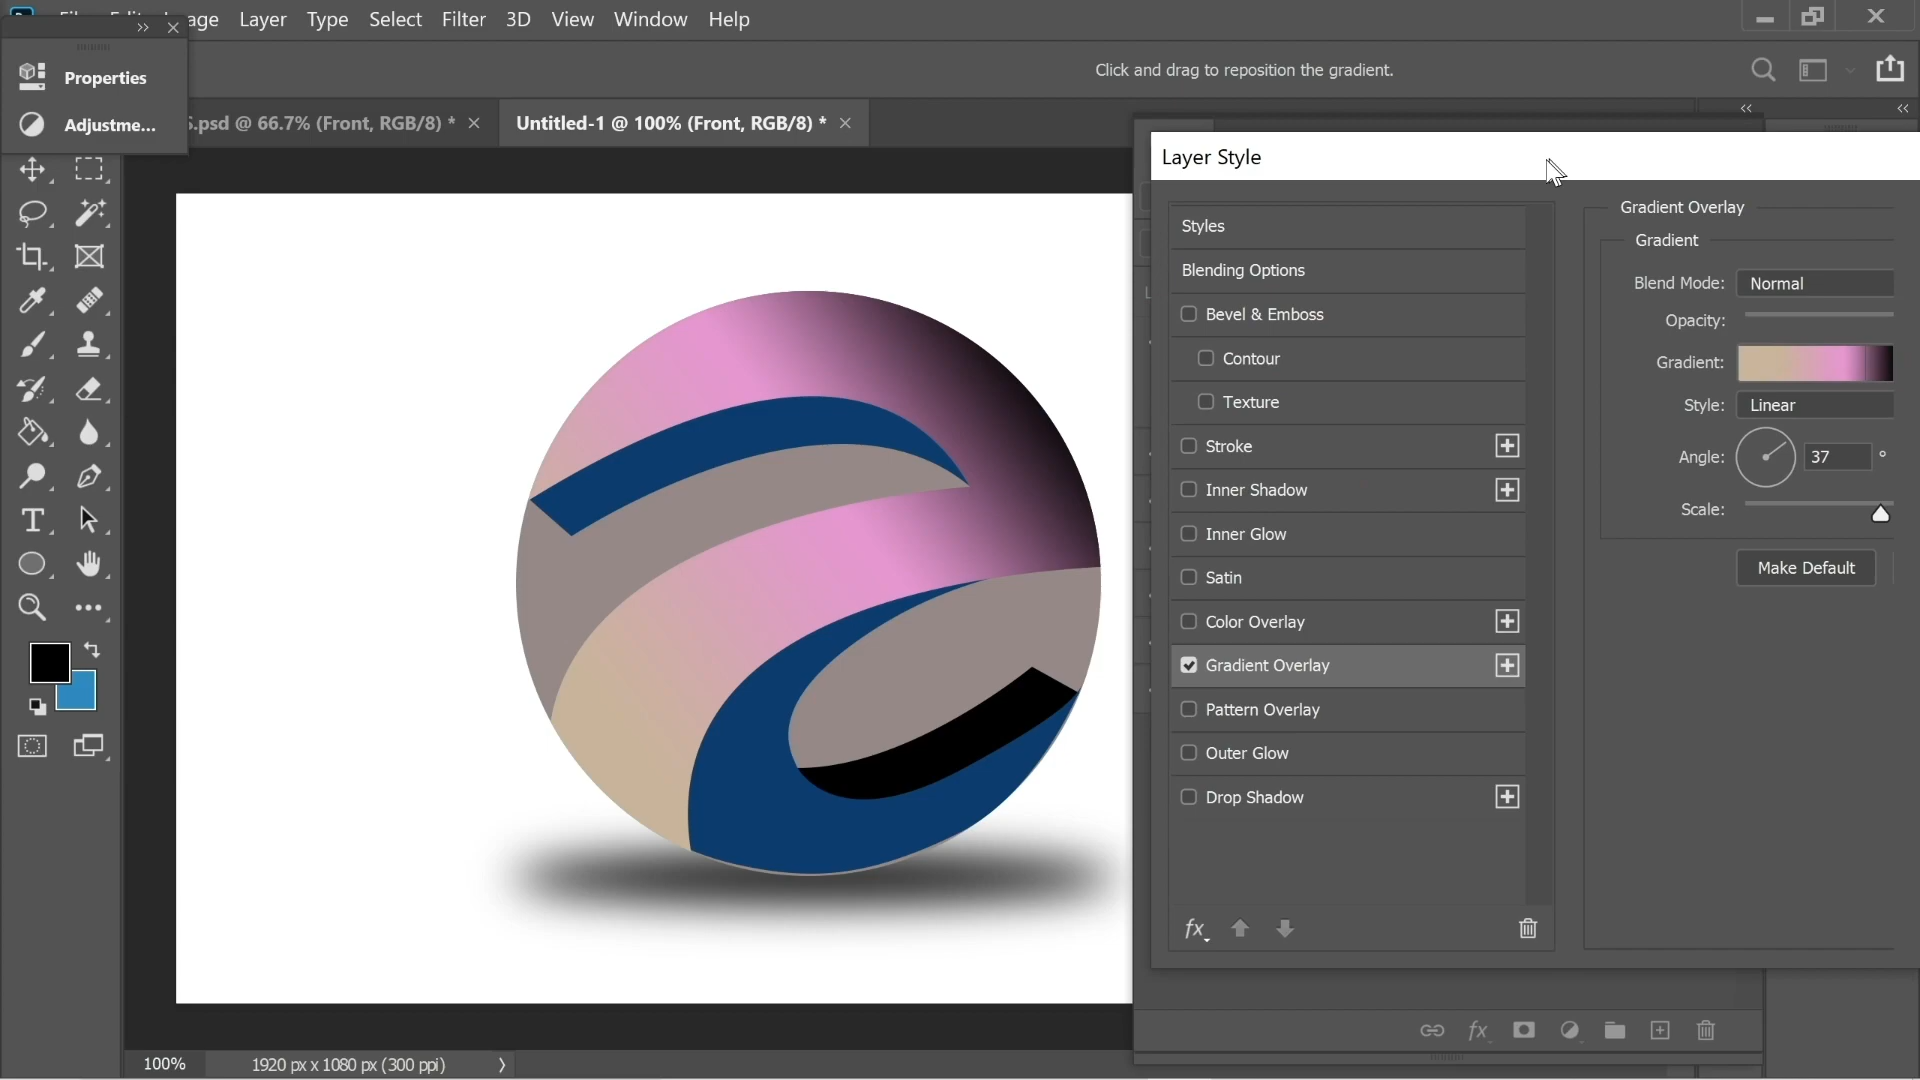 Layer Type Select Filter 3D View Window Help
Properties
Adjustme...
Click and drag to reposition the gradient.
.psd @ 66.7% (Front, RGB/8) *
Untitled-1 @ 100% (Front, RGB/8) *
Layer Style
Styles
Blending Options
Bevel & Emboss
Contour
Texture
Stroke
Inner Shadow
Inner Glow
Satin
Color Overlay
Gradient Overlay
Pattern Overlay
Outer Glow
Drop Shadow
fx
Gradient Overlay
Gradient
Blend Mode: Normal
Opacity:
Gradient:
Style: Linear
Angle: 37 °
Scale:
Make Default
fx
100%
1920 px x 1080 px (300 ppi)